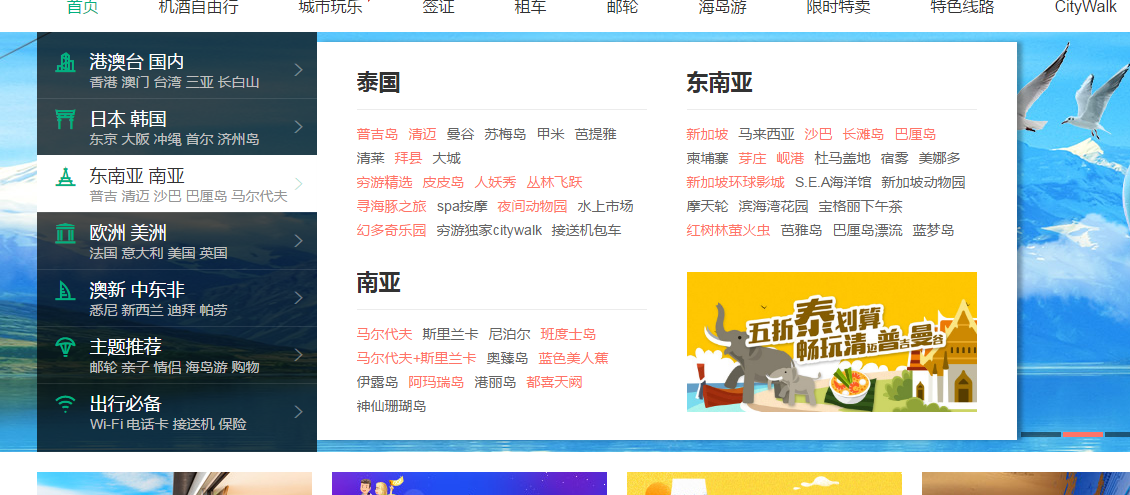 首页 机酒自由行 城市玩乐 签证 租车 邮轮 海岛游 限时特卖 特色线路 CityWalk
港澳台 国内
香港 澳门 台湾 三亚 长白山
日本 韩国
东京 大阪 冲绳 首尔 济州岛
东南亚 南亚
普吉 清迈 沙巴 巴厘岛 马尔代夫
欧洲 美洲
法国 意大利 美国 英国
澳新 中东非
悉尼 新西兰 迪拜 帕劳
主题推荐
邮轮 亲子 情侣 海岛游 购物
出行必备
Wi-Fi 电话卡 接送机 保险
泰国
普吉岛 清迈 曼谷 苏梅岛 甲米 芭提雅
清莱 拜县 大城
穷游精选 皮皮岛 人妖秀 丛林飞跃
寻海豚之旅 spa按摩 夜间动物园 水上市场
幻多奇乐园 穷游独家citywalk 接送机包车
东南亚
新加坡 马来西亚 沙巴 长滩岛 巴厘岛
柬埔寨 芽庄 岘港 杜马盖地 宿雾 美娜多
新加坡环球影城 S.E.A海洋馆 新加坡动物园
摩天轮 滨海湾花园 宝格丽下午茶
红树林萤火虫 芭雅岛 巴厘岛漂流 蓝梦岛
南亚
马尔代夫 斯里兰卡 尼泊尔 班度士岛
马尔代夫+斯里兰卡 奥臻岛 蓝色美人蕉
伊露岛 阿玛瑞岛 港丽岛 都喜天阙
神仙珊瑚岛
五折泰划算
畅玩清迈普吉曼谷